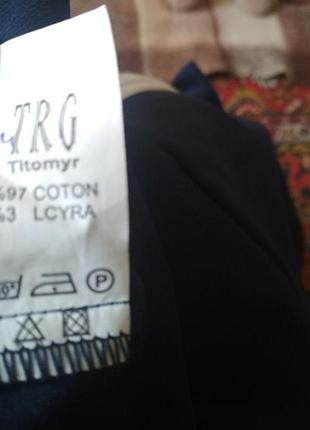 TRG
Titomyr
%97 COTON
%3 LCYRA
P